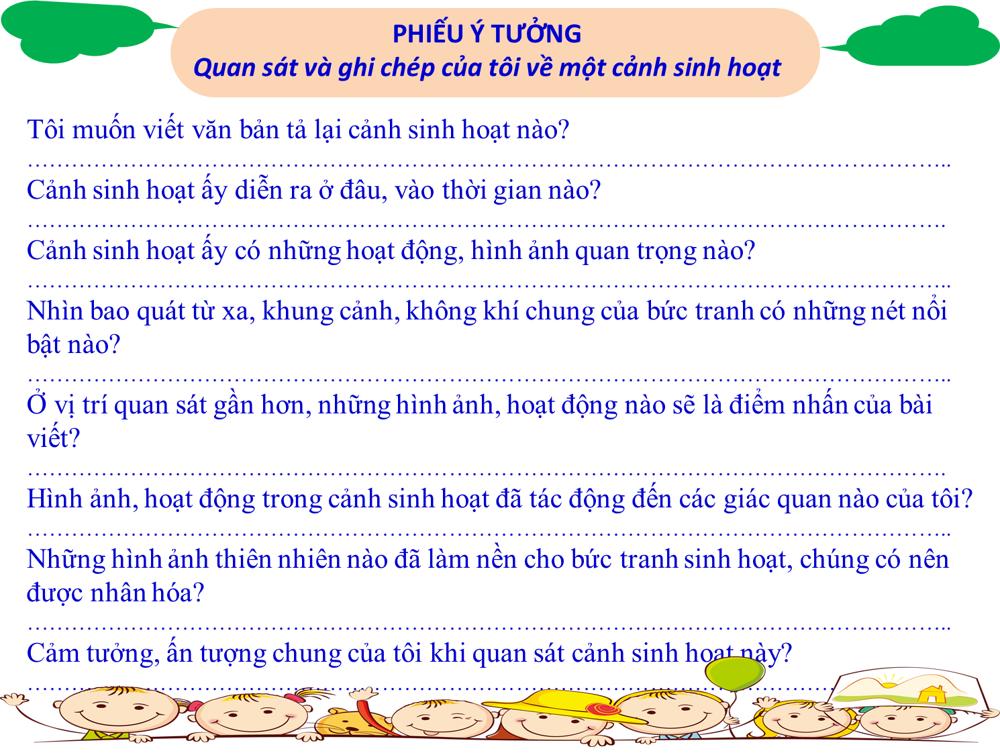 PHIẾU Ý TƯỞNG
Quan sát và ghi chép của tôi về một cảnh sinh hoạt
Tôi muốn viết văn bản tả lại cảnh sinh hoạt nào?
…………………………………………………………………………………………………………..
Cảnh sinh hoạt ấy diễn ra ở đâu, vào thời gian nào?
………………………………………………………………………………………………………….
Cảnh sinh hoạt ấy có những hoạt động, hình ảnh quan trọng nào?
…………………………………………………………………………………………………………..
Nhìn bao quát từ xa, khung cảnh, không khí chung của bức tranh có những nét nổi
bật nào?
…………………………………………………………………………………………………………..
Ở vị trí quan sát gần hơn, những hình ảnh, hoạt động nào sẽ là điểm nhấn của bài
viết?
………………………………………………………………………………………………………….
Hình ảnh, hoạt động trong cảnh sinh hoạt đã tác động đến các giác quan nào của tôi?
…………………………………………………………………………………………………………..
Những hình ảnh thiên nhiên nào đã làm nền cho bức tranh sinh hoạt, chúng có nên
được nhân hóa?
…………………………………………………………………………………………………………..
Cảm tưởng, ấn tượng chung của tôi khi quan sát cảnh sinh hoạt này?
………………………………………………………………………………………………